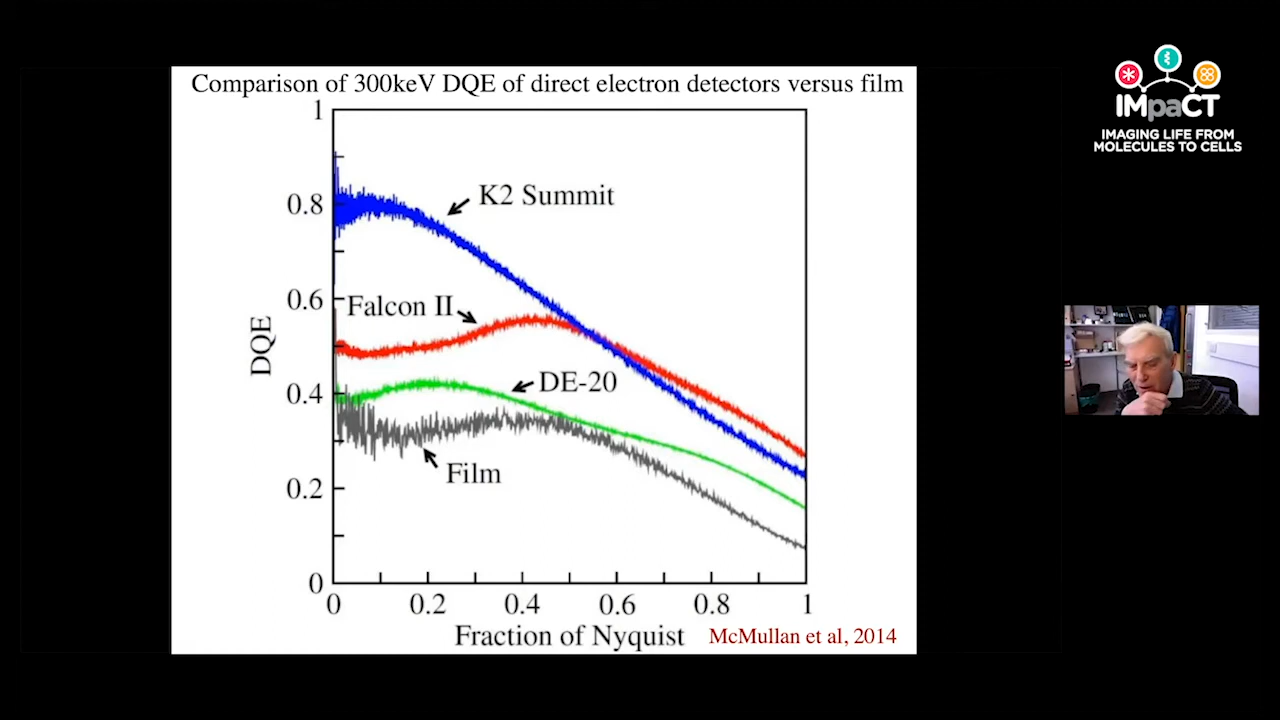 Comparison of 300keV DQE of direct electron detectors versus film
1
0.8
0.6
0.4
0.2
0
DQE
K2 Summit
Falcon II
DE-20
Film
0 0.2 0.4 0.6 0.8 1
Fraction of Nyquist
McMullan et al, 2014
IMpaCT
IMAGING LIFE FROM
MOLECULES TO CELLS